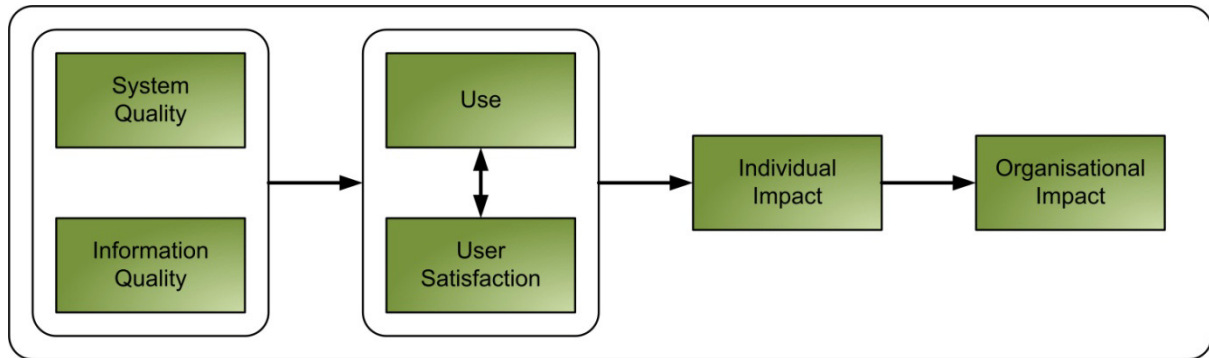 System
Quality
Information
Quality
Use
User
Satisfaction
Individual
Impact
Organisational
Impact